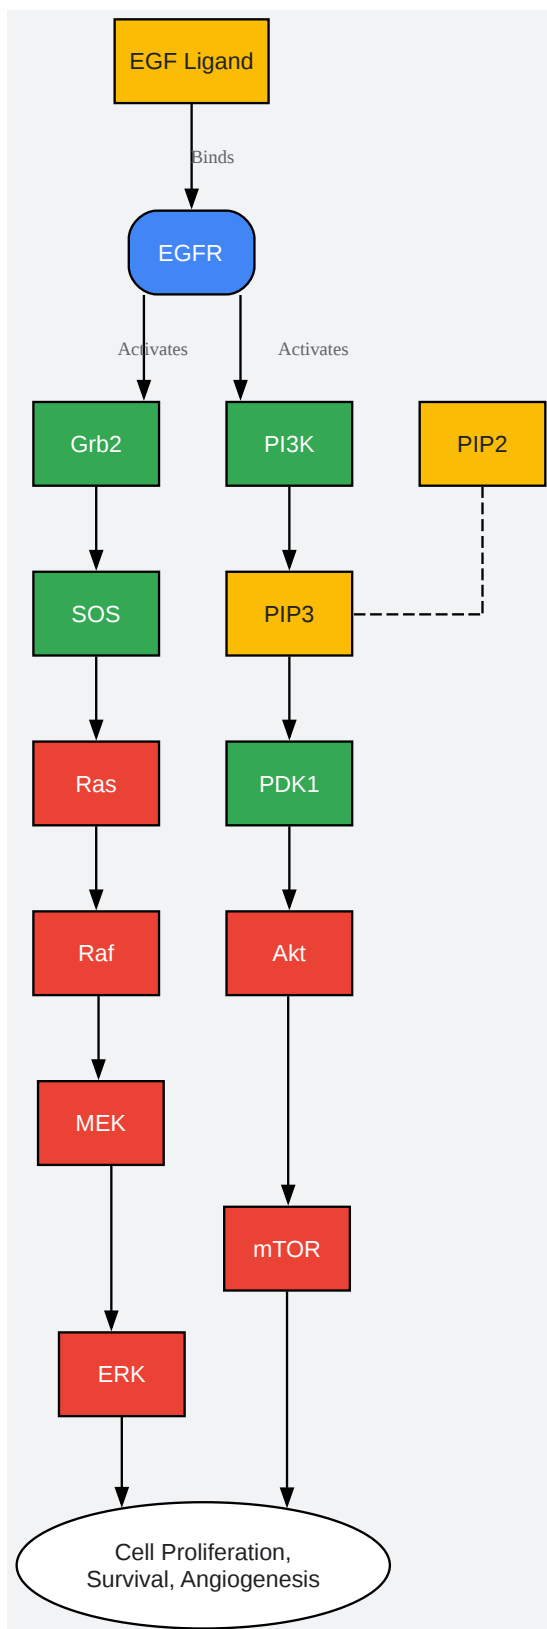 EGF Ligand
Binds
EGFR
Activates
Activates
Grb2
PI3K
PIP2
SOS
PIP3
Ras
PDK1
Raf
Akt
MEK
mTOR
ERK
Cell Proliferation,
Survival, Angiogenesis